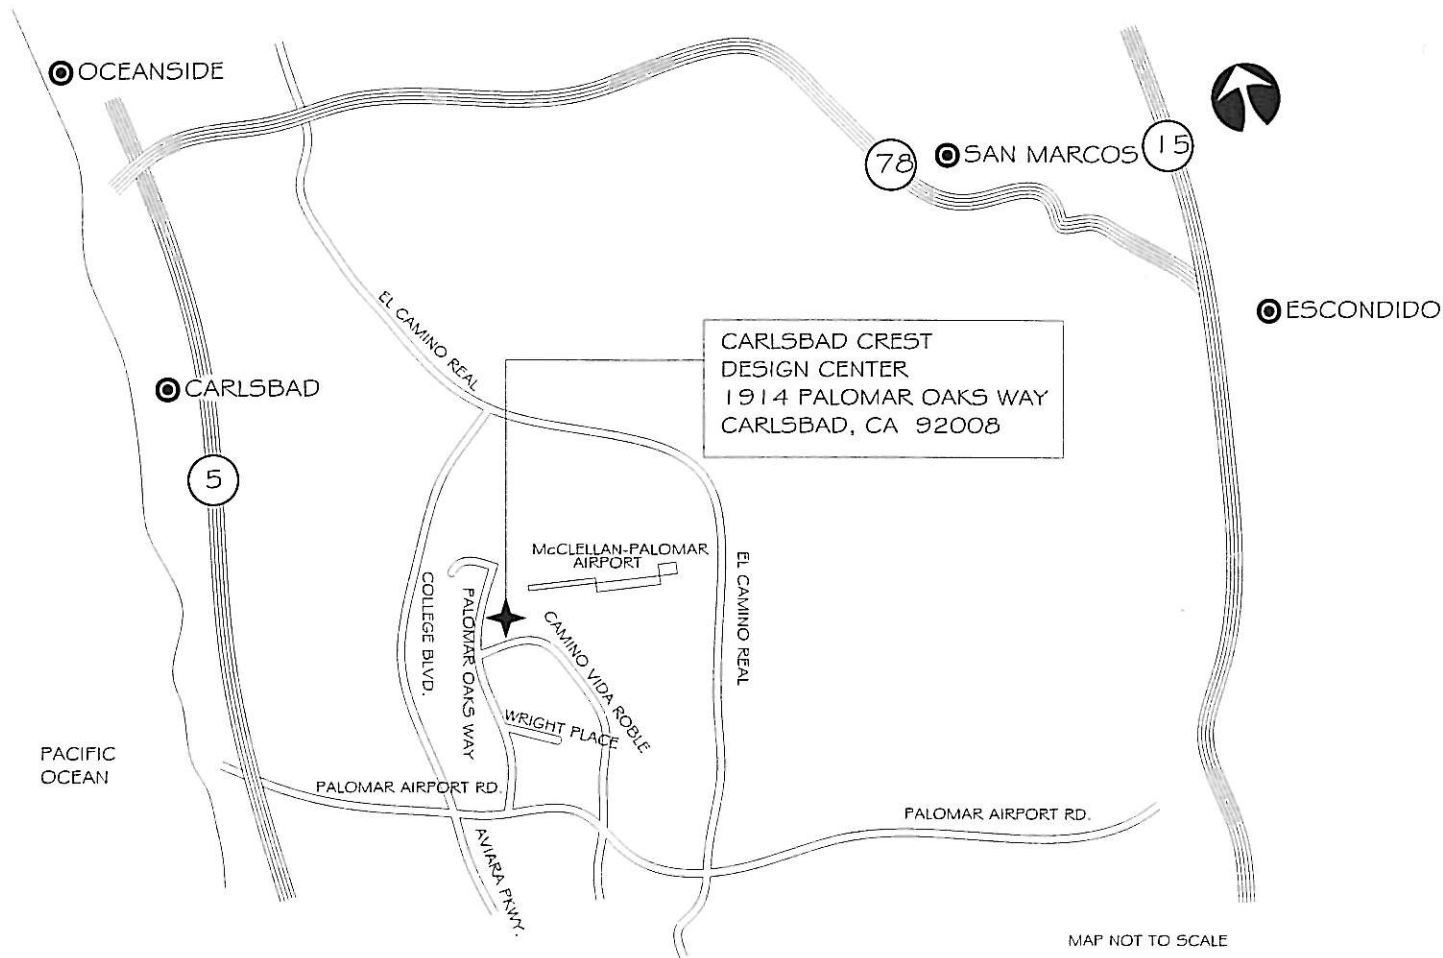 OCEANSIDE
78
SAN MARCOS
15
ESCONDIDO
EL CAMINO REAL
CARLSBAD CREST
DESIGN CENTER
1914 PALOMAR OAKS WAY
CARLSBAD, CA 92008
CARLSBAD
5
McCLELLAN-PALOMAR
AIRPORT
COLLEGE BLVD.
PALOMAR OAKS WAY
CAMINO VIDA ROBLE
EL CAMINO REAL
WRIGHT PLACE
PACIFIC
OCEAN
PALOMAR AIRPORT RD.
PALOMAR AIRPORT RD.
AVIARA PKWY.
MAP NOT TO SCALE